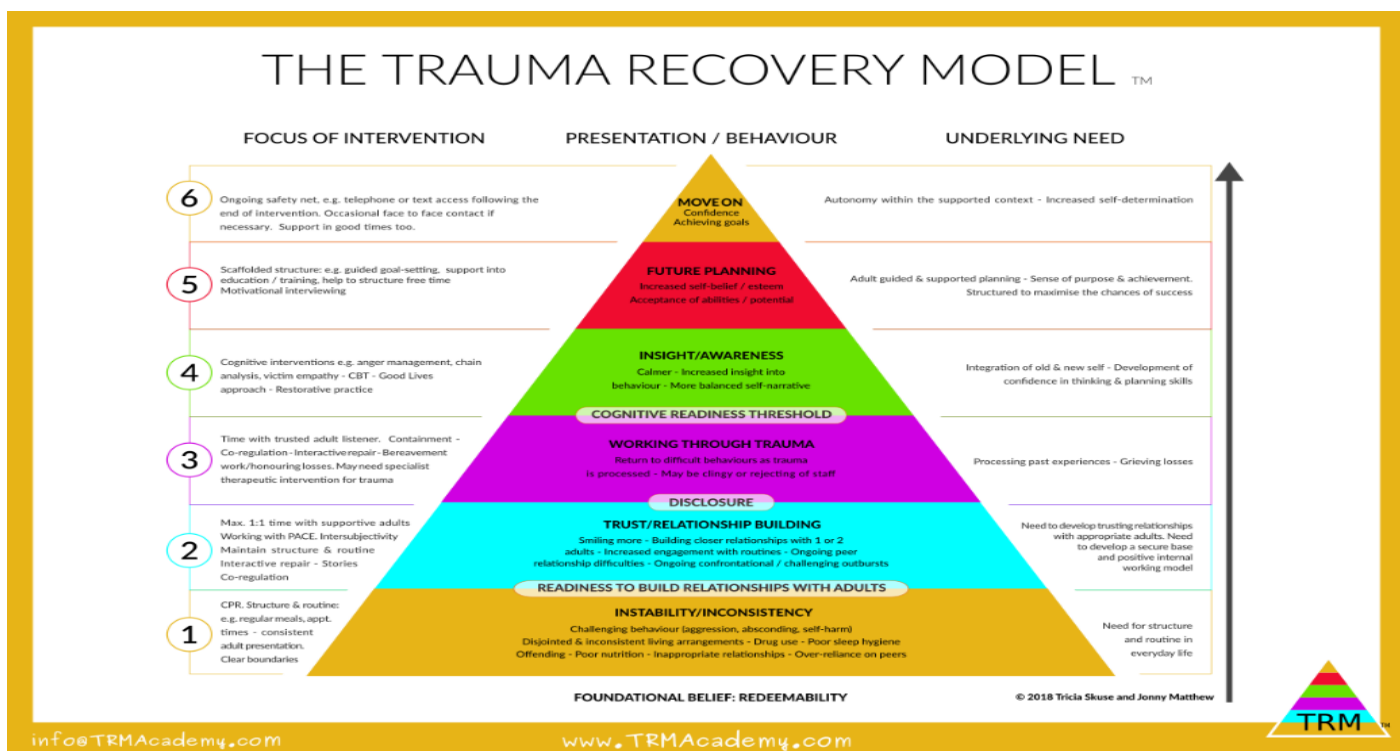 THE TRAUMA RECOVERY MODEL TM
FOCUS OF INTERVENTION
PRESENTATION / BEHAVIOUR
UNDERLYING NEED
6
Ongoing safety net, e.g. telephone or text access following the
end of intervention. Occasional face to face contact if
necessary. Support in good times too.
MOVE ON
Confidence
Achieving goals
Autonomy within the supported context - Increased self-determination
5
Scaffolded structure: e.g. guided goal-setting, support into
education / training, help to structure free time
Motivational interviewing
FUTURE PLANNING
Increased self-belief / esteem
Acceptance of abilities / potential
Adult guided & supported planning - Sense of purpose & achievement.
Structured to maximise the chances of success
4
Cognitive interventions e.g. anger management, chain
analysis, victim empathy - CBT - Good Lives
approach - Restorative practice
INSIGHT/AWARENESS
Calmer - Increased insight into
behaviour - More balanced self-narrative
Integration of old & new self - Development of
confidence in thinking & planning skills
COGNITIVE READINESS THRESHOLD
3
Time with trusted adult listener. Containment -
Co-regulation - Interactive repair - Bereavement
work/honouring losses. May need specialist
therapeutic intervention for trauma
WORKING THROUGH TRAUMA
Return to difficult behaviours as trauma
is processed - May be clingy or rejecting of staff
Processing past experiences - Grieving losses
DISCLOSURE
2
Max. 1:1 time with supportive adults
Working with PACE. Intersubjectivity
Maintain structure & routine
Interactive repair - Stories
Co-regulation
TRUST/RELATIONSHIP BUILDING
Smiling more - Building closer relationships with 1 or 2
adults - Increased engagement with routines - Ongoing peer
relationship difficulties - Ongoing confrontational / challenging outbursts
Need to develop trusting relationships
with appropriate adults. Need
to develop a secure base
and positive internal
working model
READINESS TO BUILD RELATIONSHIPS WITH ADULTS
1
CPR. Structure & routine:
e.g. regular meals, appt.
times - consistent
adult presentation.
Clear boundaries
INSTABILITY/INCONSISTENCY
Challenging behaviour (aggression, absconding, self-harm)
Disjointed & inconsistent living arrangements - Drug use - Poor sleep hygiene
Offending - Poor nutrition - Inappropriate relationships - Over-reliance on peers
Need for structure
and routine in
everyday life
FOUNDATIONAL BELIEF: REDEEMABILITY
© 2018 Tricia Skuse and Jonny Matthew
TRM TM
info@TRMAcademy.com
www.TRMAcademy.com